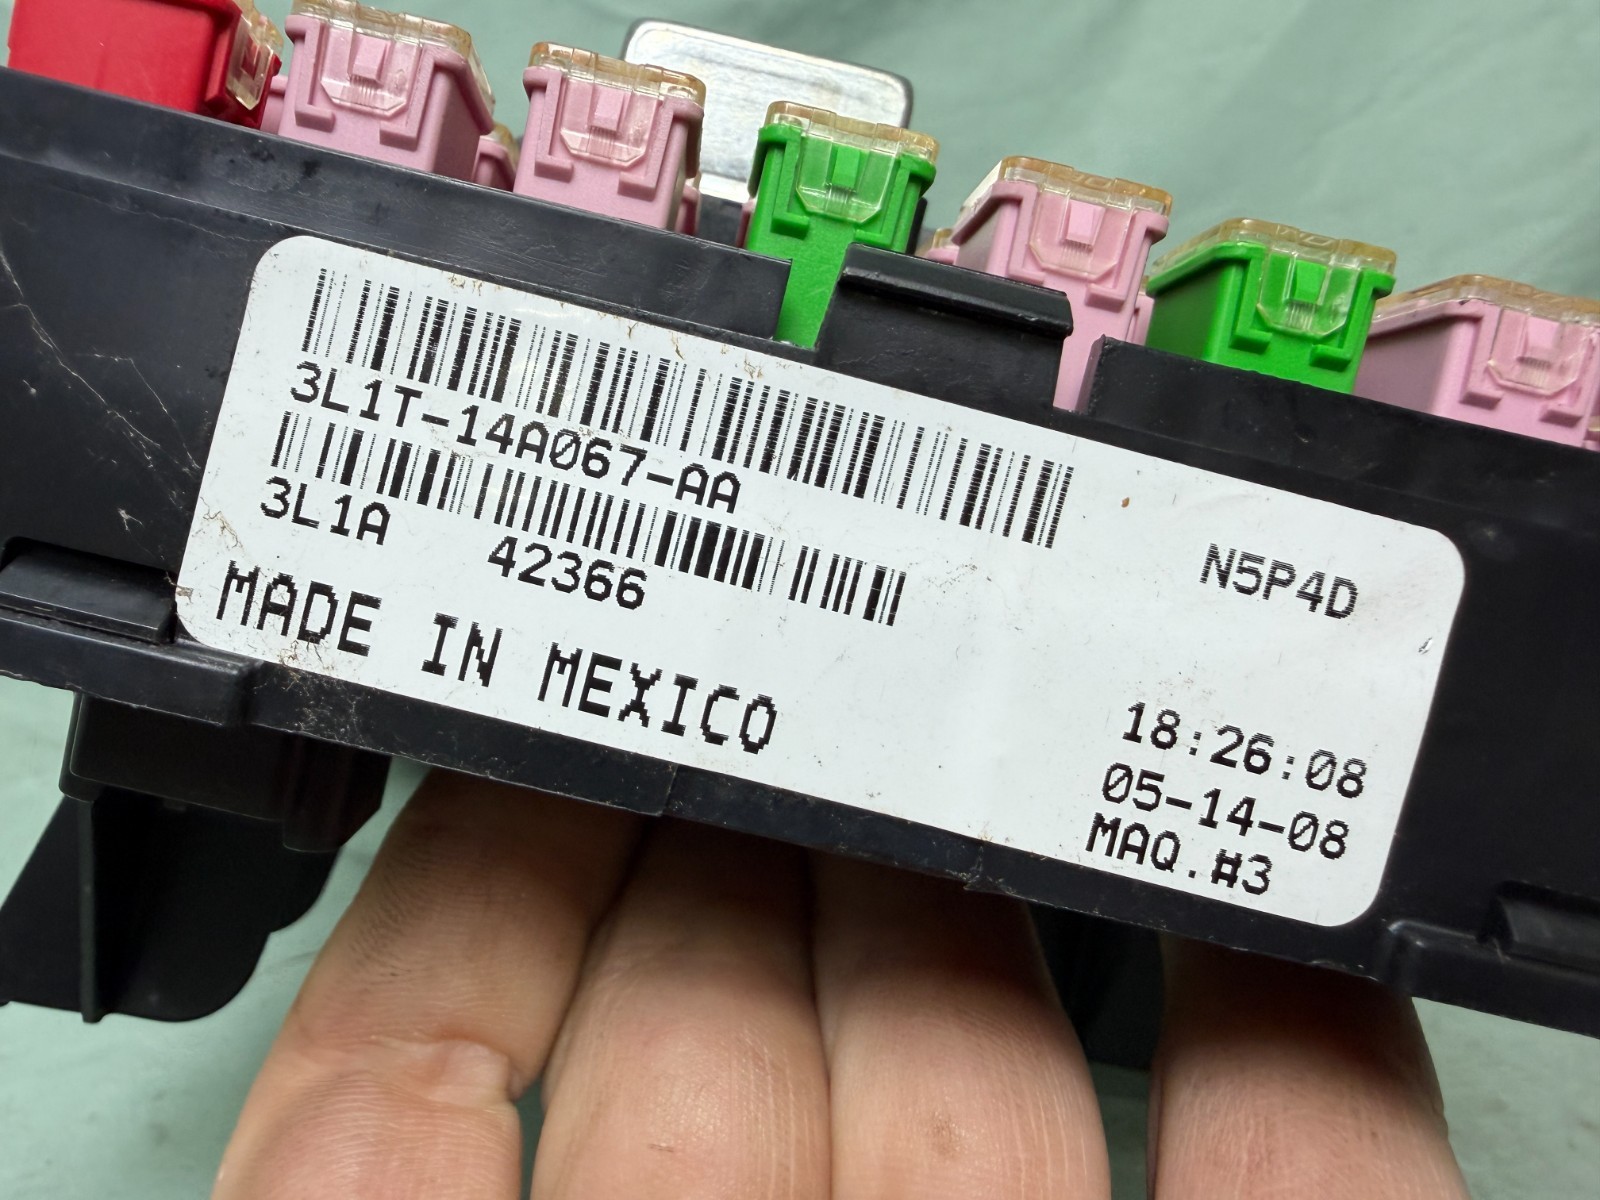 3L1T-14A067-AA
3L1A 42366
MADE IN MEXICO
N5P4D
18:26:08
05-14-08
MAQ.#3